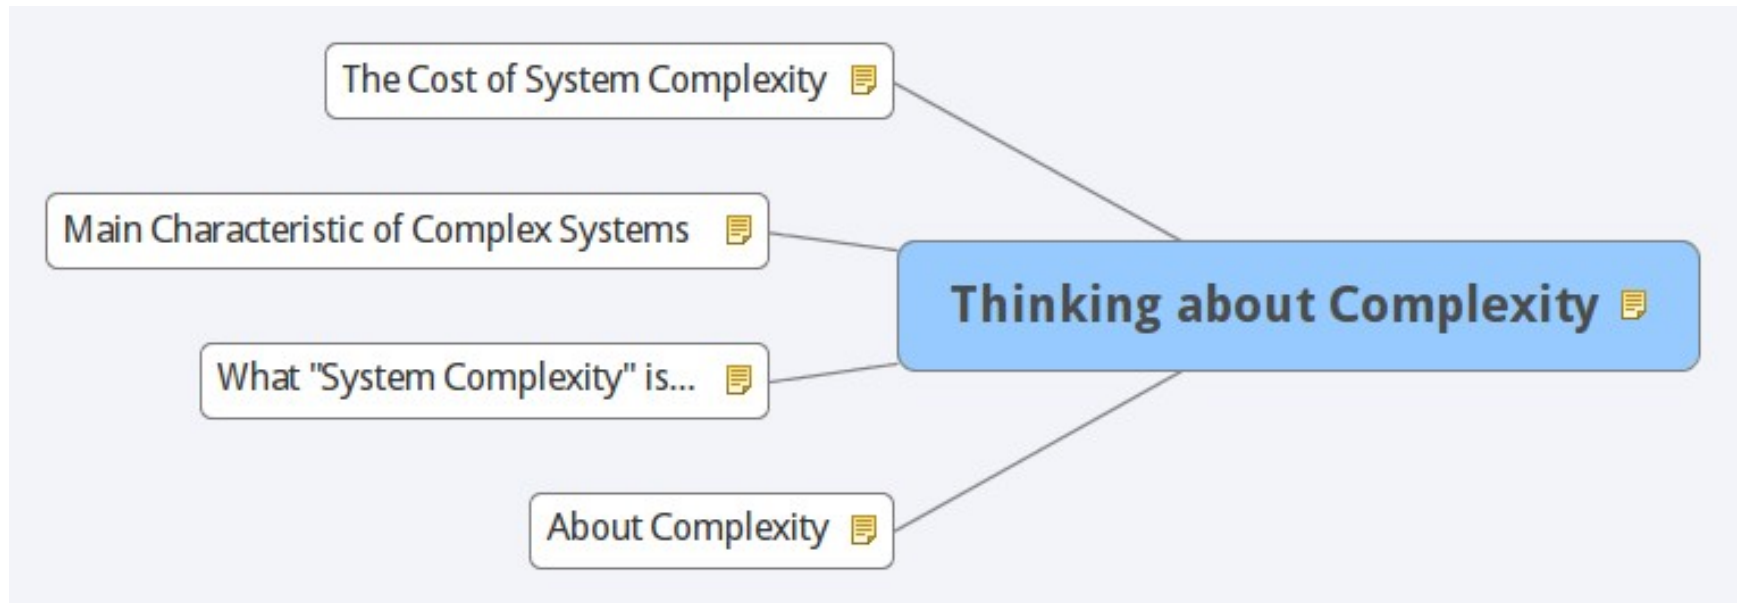 The Cost of System Complexity
Main Characteristic of Complex Systems
Thinking about Complexity
What "System Complexity" is...
About Complexity